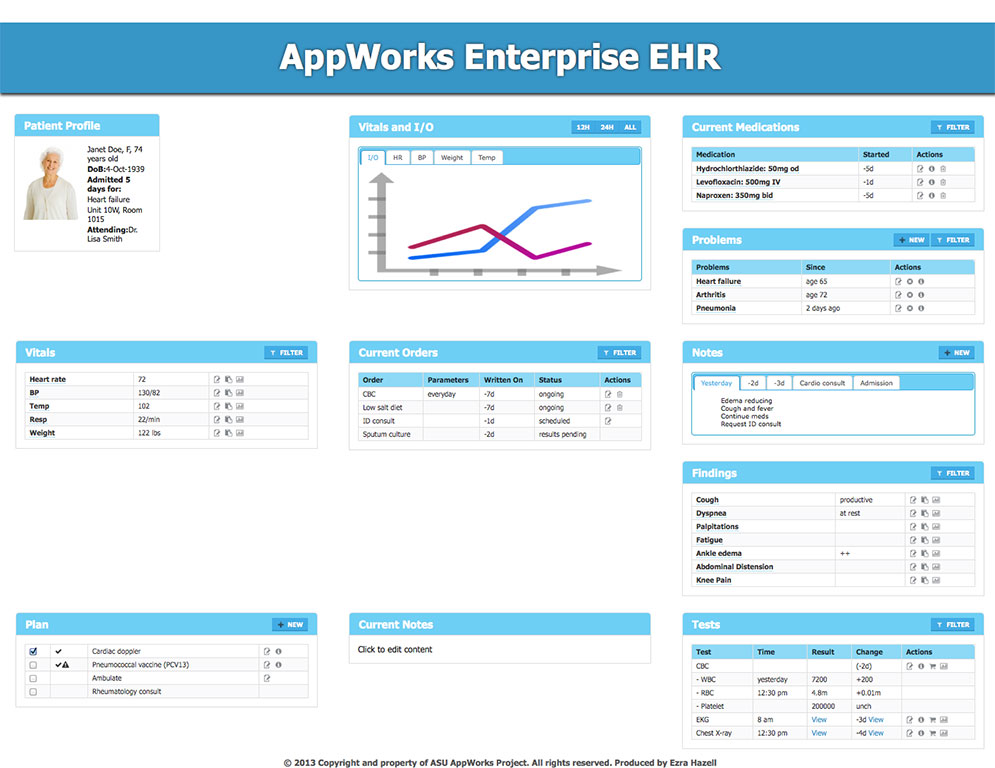 AppWorks Enterprise EHR
Patient Profile
Janet Doe, F, 74
years old
DoB:4-Oct-1939
Admitted 5
days for:
Heart failure
Unit 10W, Room
1015
Attending:Dr.
Lisa Smith
Vitals and I/O 12H 24H ALL
I/O HR BP Weight Temp
Current Medications FILTER
Medication Started Actions
Hydrochlorthiazide: 50mg od -5d
Levofloxacin: 500mg IV -1d
Naproxen: 350mg bid -5d
Problems NEW FILTER
Problems Since Actions
Heart failure age 65
Arthritis age 72
Pneumonia 2 days ago
Vitals FILTER
Heart rate 72
BP 130/82
Temp 102
Resp 22/min
Weight 122 lbs
Current Orders FILTER
Order Parameters Written On Status Actions
CBC everyday -7d ongoing
Low salt diet -7d ongoing
ID consult -1d scheduled
Sputum culture -2d results pending
Notes NEW
Yesterday -2d -3d Cardio consult Admission
Edema reducing
Cough and fever
Continue meds
Request ID consult
Findings FILTER
Cough productive
Dyspnea at rest
Palpitations
Fatigue
Ankle edema ++
Abdominal Distension
Knee Pain
Plan NEW
Cardiac doppler
Pneumococcal vaccine (PCV13)
Ambulate
Rheumatology consult
Current Notes
Click to edit content
Tests FILTER
Test Time Result Change Actions
CBC (-2d)
- WBC yesterday 7200 +200
- RBC 12:30 pm 4.8m +0.01m
- Platelet 200000 unch
EKG 8 am View -3d View
Chest X-ray 12:30 pm View -4d View
© 2013 Copyright and property of ASU AppWorks Project. All rights reserved. Produced by Ezra Hazell